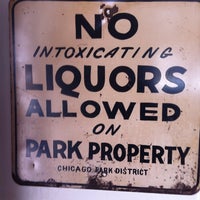 NO
INTOXICATING
LIQUORS
ALLOWED
ON
PARK PROPERTY
CHICAGO PARK DISTRICT